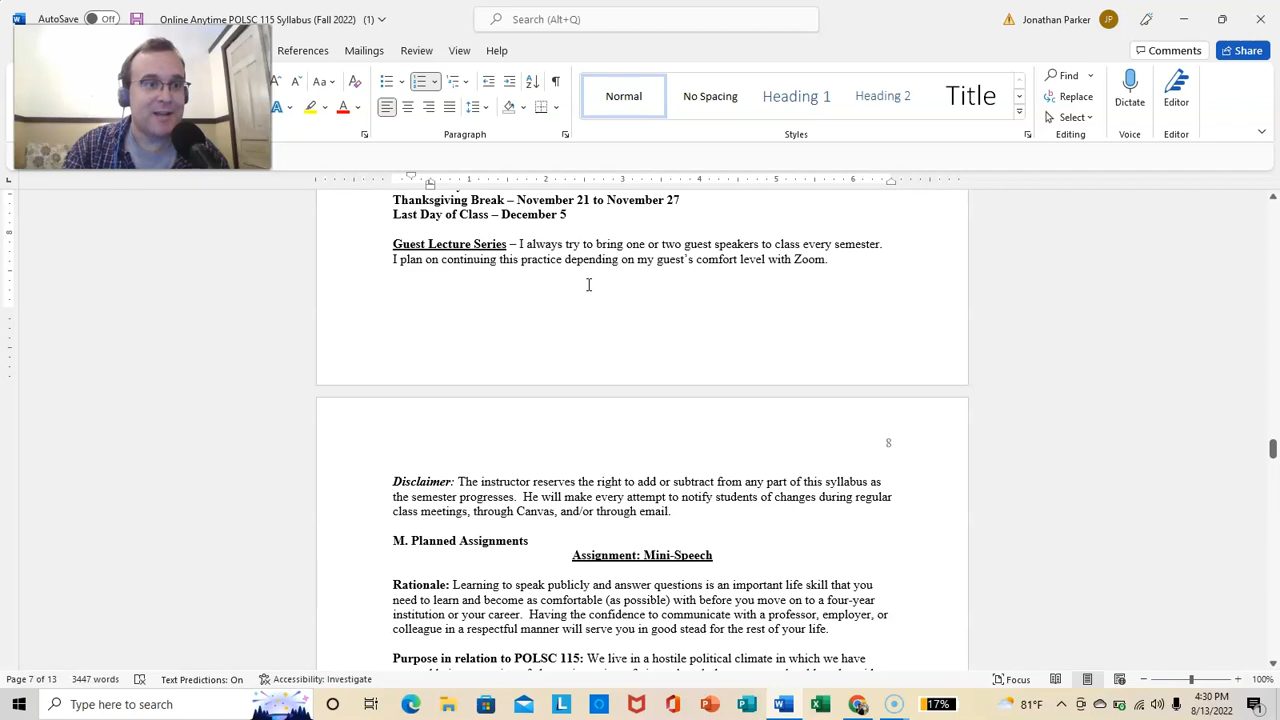 AutoSave Off Online Anytime POLSC 115 Syllabus (Fall 2022) (1) Search (Alt+Q) Jonathan Parker JP
References Mailings Review View Help Comments Share
Aa Normal No Spacing Heading 1 Heading 2 Title Find Replace Select Dictate Editor
Paragraph Styles Editing Voice Editor
1 2 3 4 5 6
Thanksgiving Break – November 21 to November 27
Last Day of Class – December 5
Guest Lecture Series – I always try to bring one or two guest speakers to class every semester.
I plan on continuing this practice depending on my guest's comfort level with Zoom.
8
Disclaimer: The instructor reserves the right to add or subtract from any part of this syllabus as
the semester progresses. He will make every attempt to notify students of changes during regular
class meetings, through Canvas, and/or through email.
M. Planned Assignments
Assignment: Mini-Speech
Rationale: Learning to speak publicly and answer questions is an important life skill that you
need to learn and become as comfortable (as possible) with before you move on to a four-year
institution or your career. Having the confidence to communicate with a professor, employer, or
colleague in a respectful manner will serve you in good stead for the rest of your life.
Purpose in relation to POLSC 115: We live in a hostile political climate in which we have
Page 7 of 13 3447 words Text Predictions: On Accessibility: Investigate Focus 100%
Type here to search 17% 81°F 4:30 PM
8/13/2022